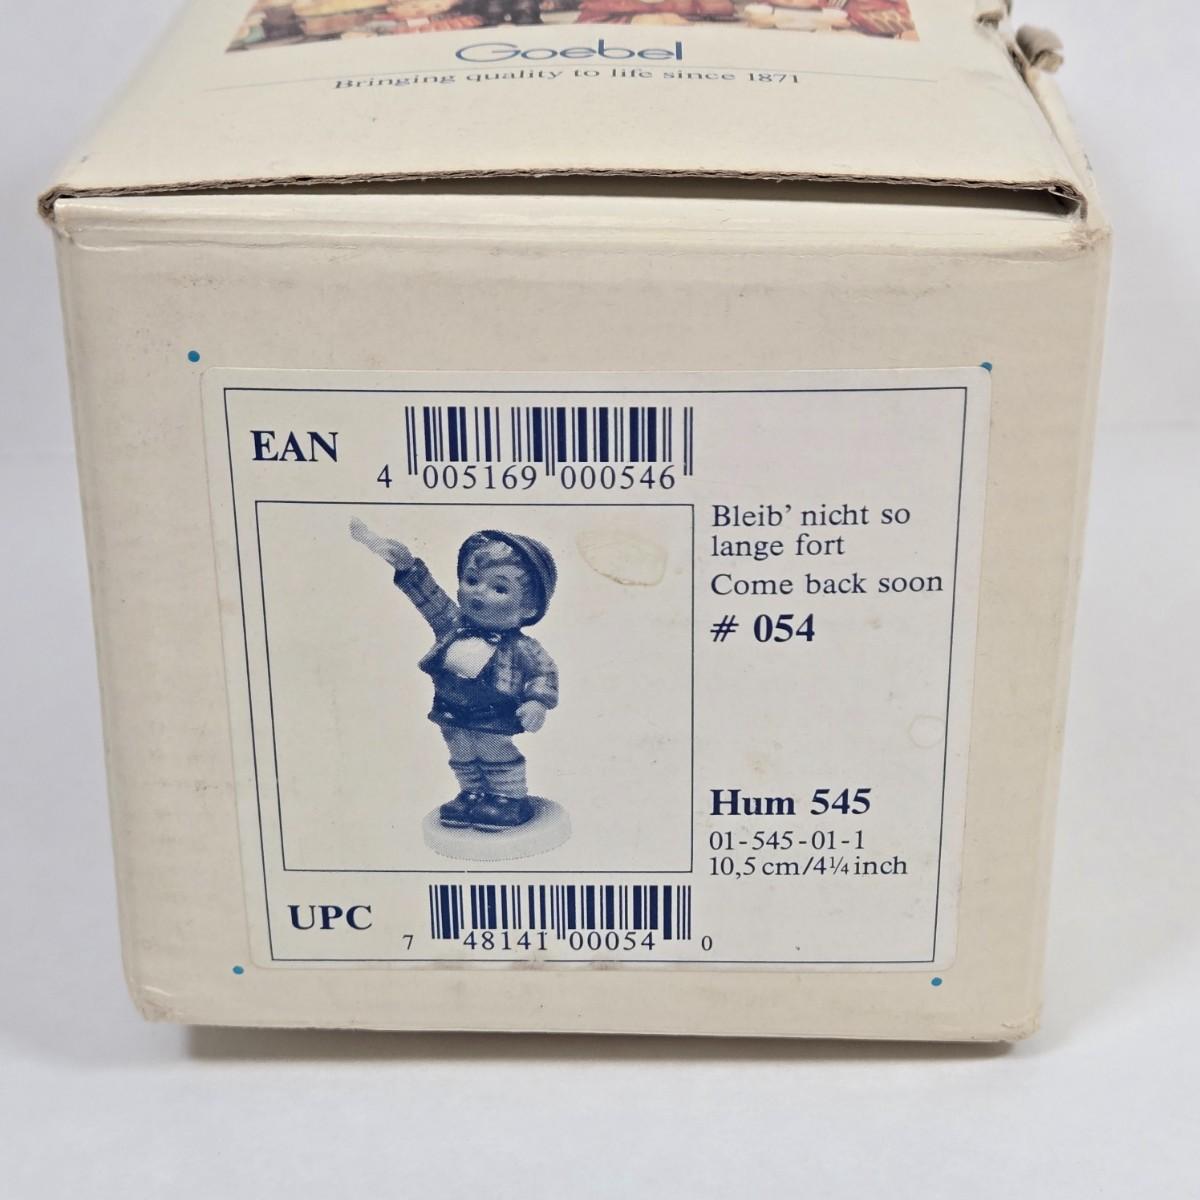 Goebel
Bringing quality to life since 1871
EAN
4 005169 000546
Bleib' nicht so
lange fort
Come back soon
# 054
Hum 545
01-545-01-1
10,5 cm/4¼ inch
UPC
7 48141 00054 0